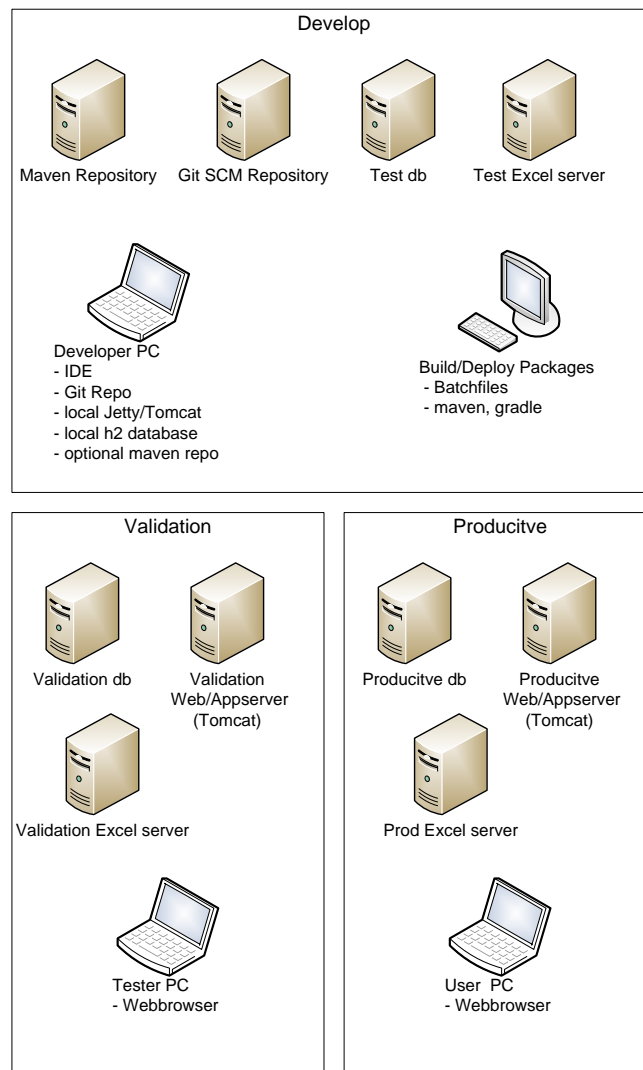 Develop
Maven Repository
Git SCM Repository
Test db
Test Excel server
Developer PC
- IDE
- Git Repo
- local Jetty/Tomcat
- local h2 database
- optional maven repo
Build/Deploy Packages
- Batchfiles
- maven, gradle
Validation
Validation db
Validation
Web/Appserver
(Tomcat)
Validation Excel server
Tester PC
- Webbrowser
Producitve
Producitve db
Producitve
Web/Appserver
(Tomcat)
Prod Excel server
User PC
- Webbrowser